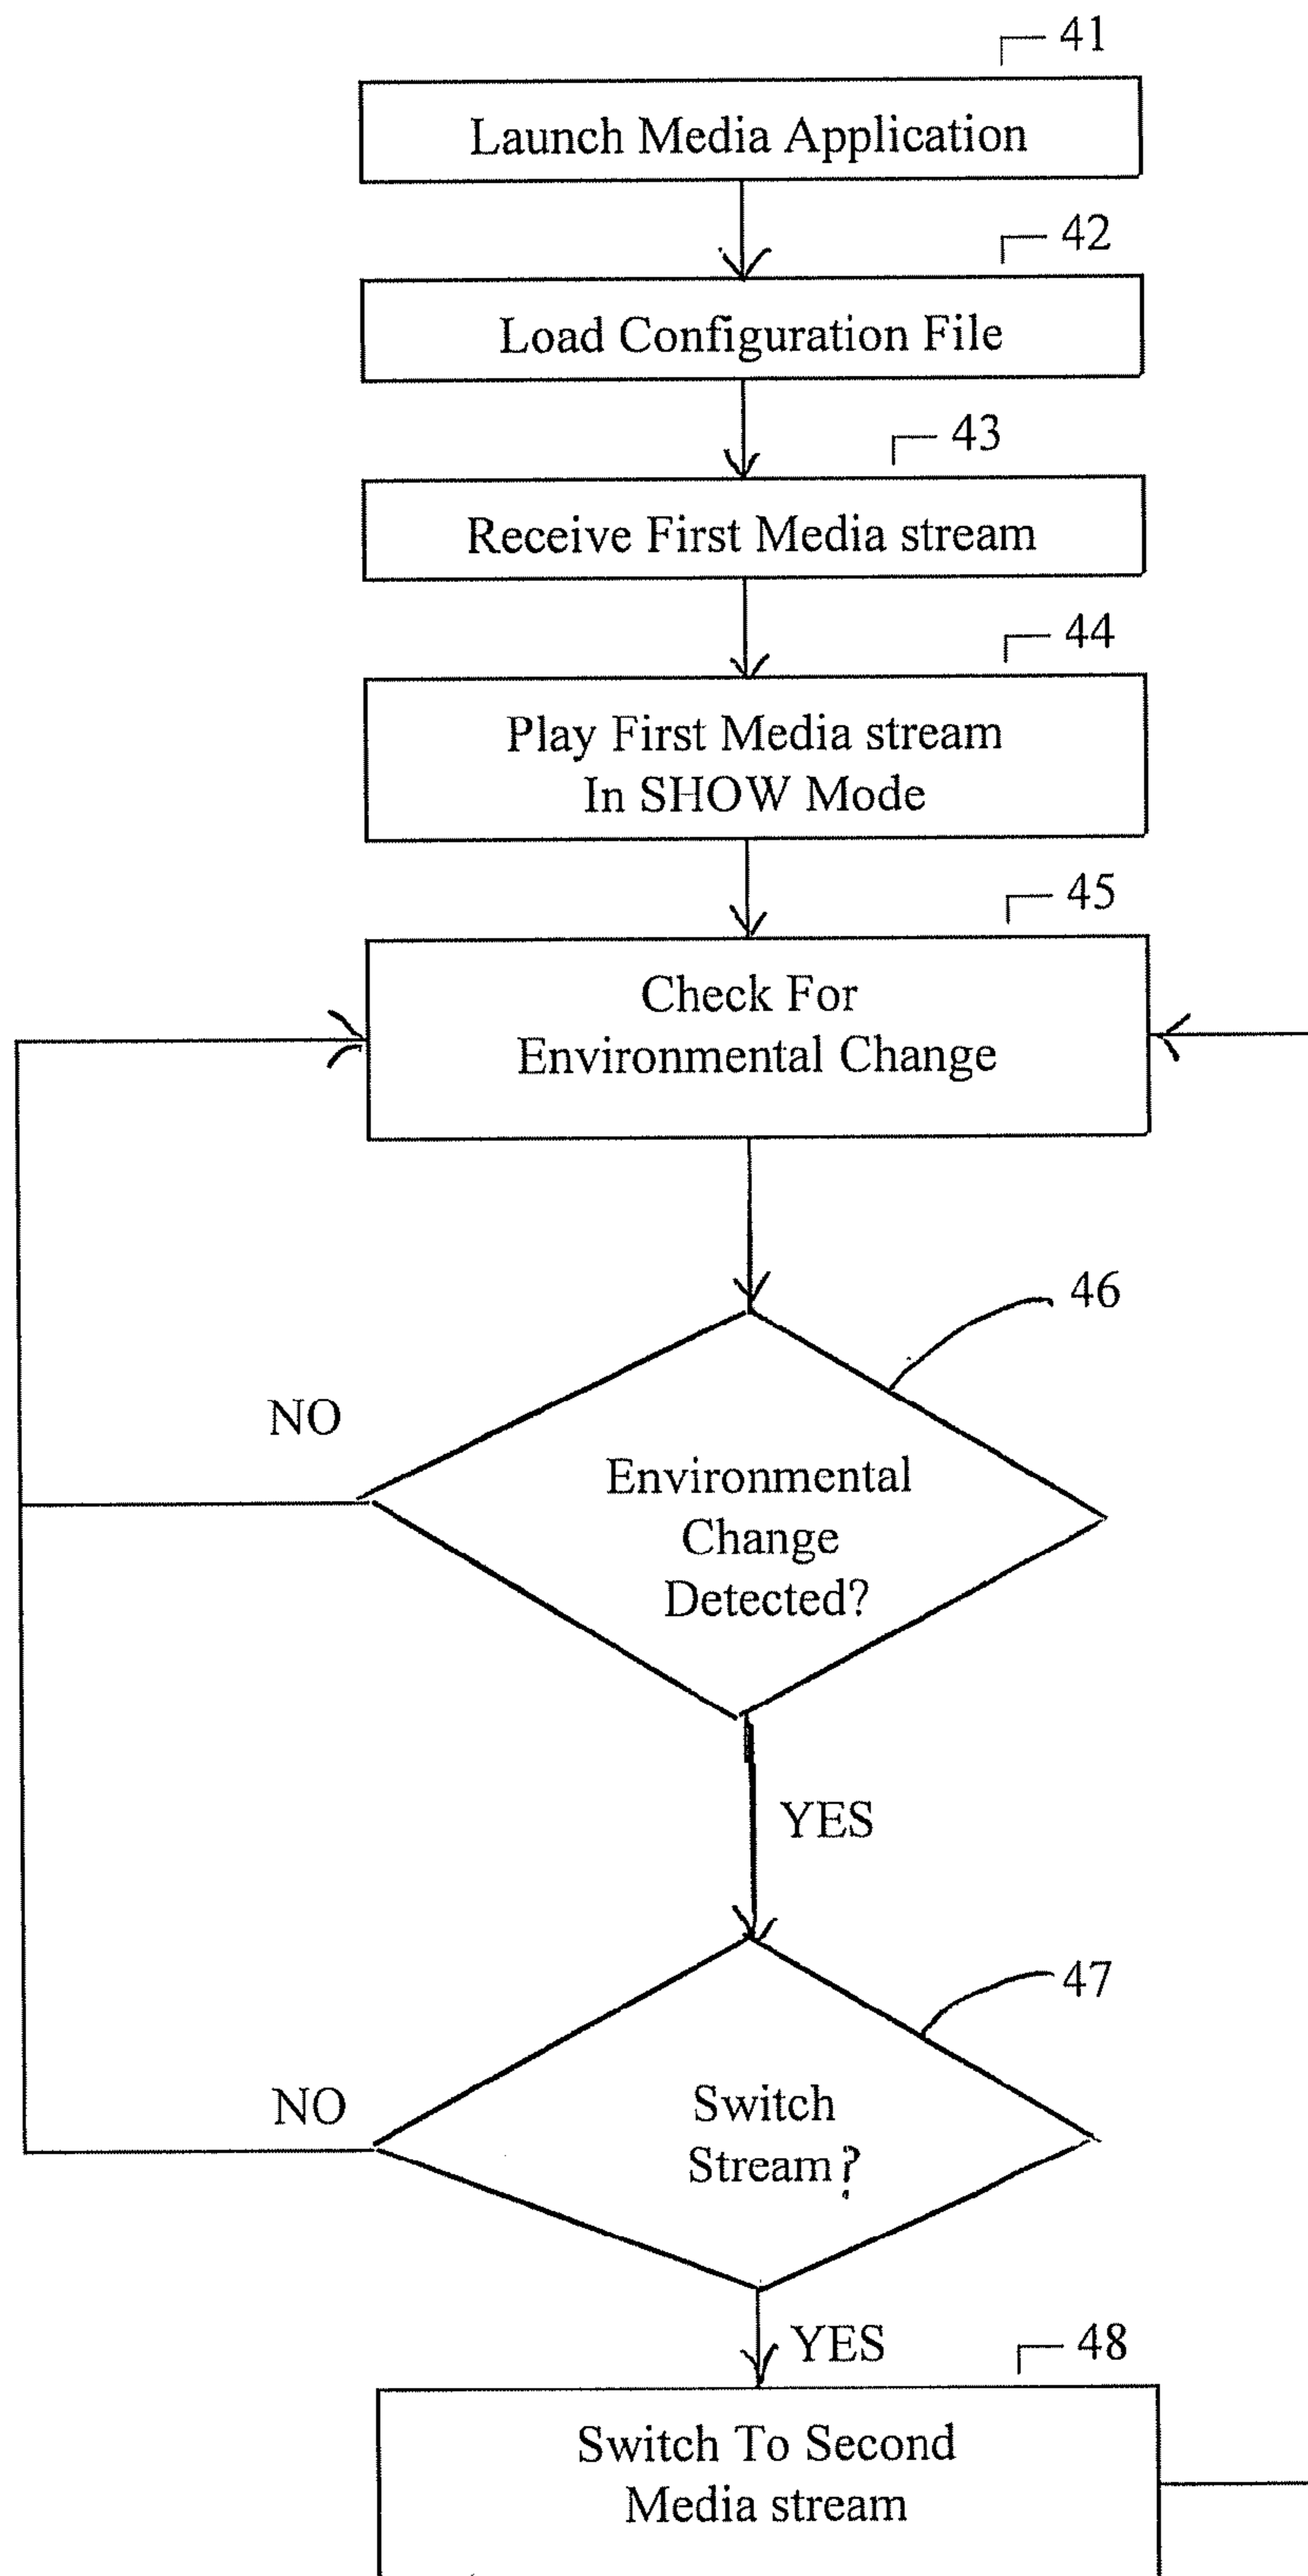 41
Launch Media Application
42
Load Configuration File
43
Receive First Media stream
44
Play First Media stream
In SHOW Mode
45
Check For
Environmental Change
46
NO
Environmental
Change
Detected?
YES
47
NO
Switch
Stream?
YES
48
Switch To Second
Media stream